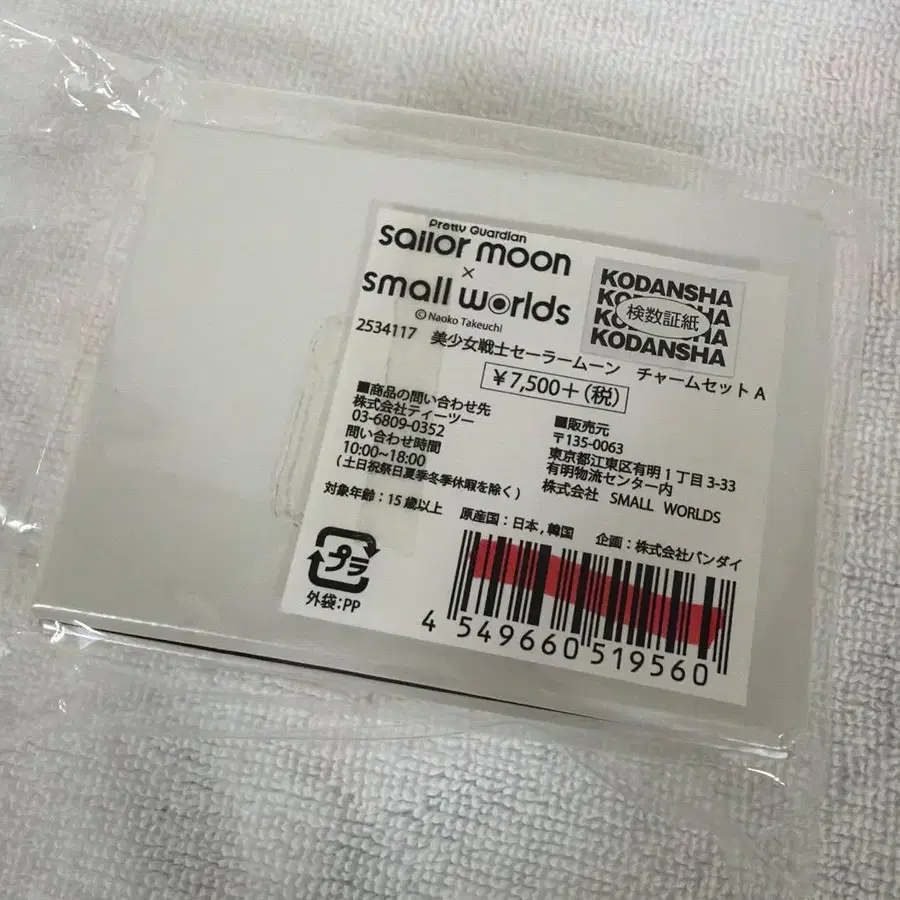 Pretty Guardian
sailor moon
×
small worlds
© Naoko Takeuchi
KODANSHA
KODANSHA
検数証紙
KODANSHA
KODANSHA
2534117 美少女戦士セーラームーン チャームセット A
¥7,500+(税)
■商品の問い合わせ先
株式会社ティーツー
03-6809-0352
問い合わせ時間
10:00~18:00
(土日祝祭日夏季冬季休暇を除く)
■販売元
〒135-0063
東京都江東区有明1丁目3-33
有明物流センター内
株式会社 SMALL WORLDS
対象年齢:15歳以上 原産国:日本,韓国 企画:株式会社バンダイ
プラ
外袋:PP
4 549660 519560